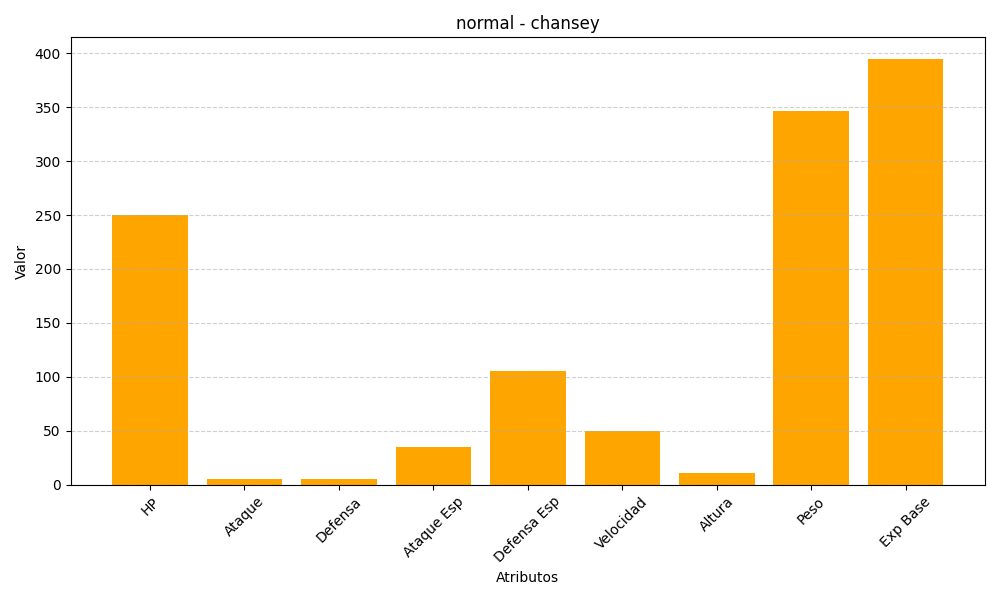 normal - chansey
Valor
400
350
300
250
200
150
100
50
0
HP
Ataque
Defensa
Ataque Esp
Defensa Esp
Velocidad
Altura
Peso
Exp Base
Atributos